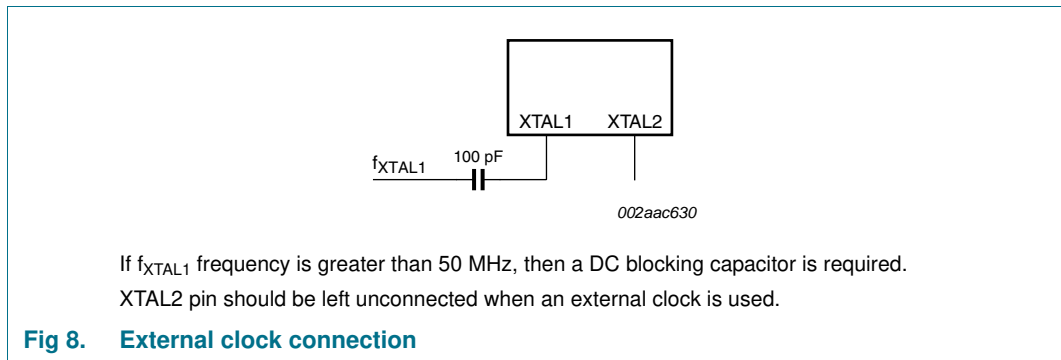 XTAL1 XTAL2
fXTAL1 100 pF
002aac630
If fXTAL1 frequency is greater than 50 MHz, then a DC blocking capacitor is required.
XTAL2 pin should be left unconnected when an external clock is used.
Fig 8. External clock connection